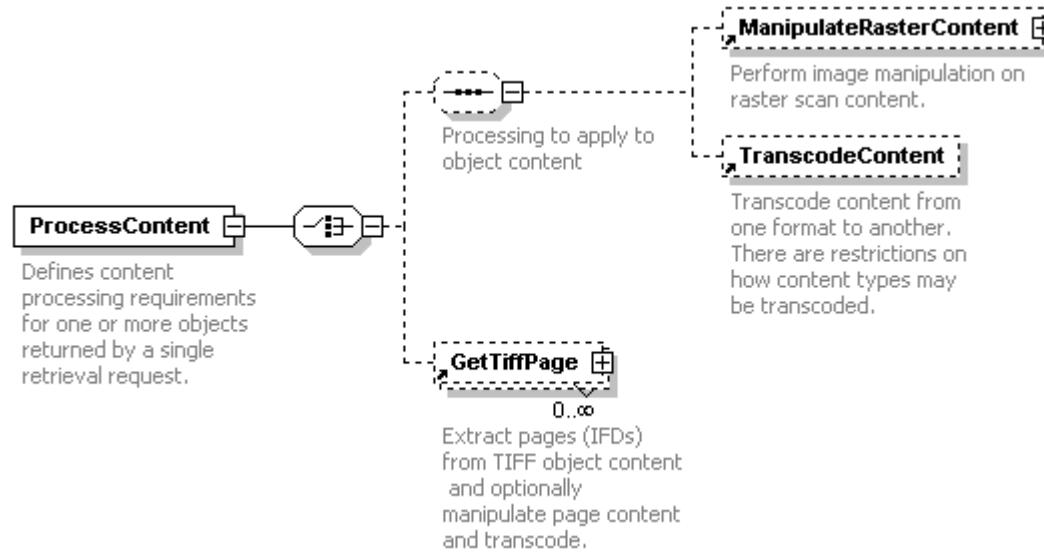 ManipulateRasterContent
Perform image manipulation on
raster scan content.
Processing to apply to
object content
TranscodeContent
Transcode content from
one format to another.
There are restrictions on
how content types may
be transcoded.
ProcessContent
Defines content
processing requirements
for one or more objects
returned by a single
retrieval request.
GetTiffPage
0..∞
Extract pages (IFDs)
from TIFF object content
and optionally
manipulate page content
and transcode.